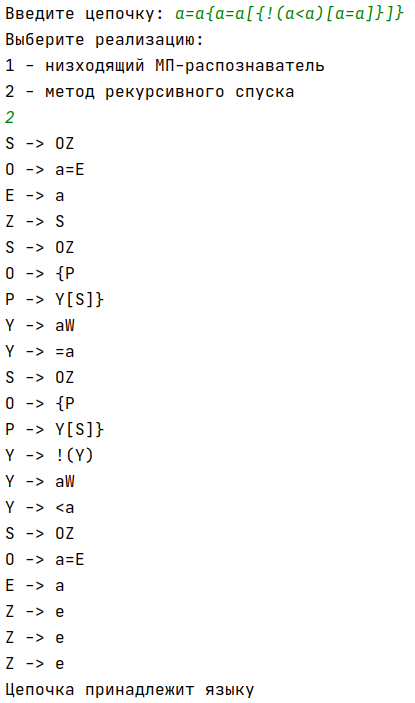 Введите цепочку: a=a{a=a[{!(a<a)[a=a]}]}
Выберите реализацию:
1 - низходящий МП-распознаватель
2 - метод рекурсивного спуска
2
S -> OZ
O -> a=E
E -> a
Z -> S
S -> OZ
O -> {P
P -> Y[S]}
Y -> aW
Y -> =a
S -> OZ
O -> {P
P -> Y[S]}
Y -> !(Y)
Y -> aW
Y -> <a
S -> OZ
O -> a=E
E -> a
Z -> e
Z -> e
Z -> e
Цепочка принадлежит языку